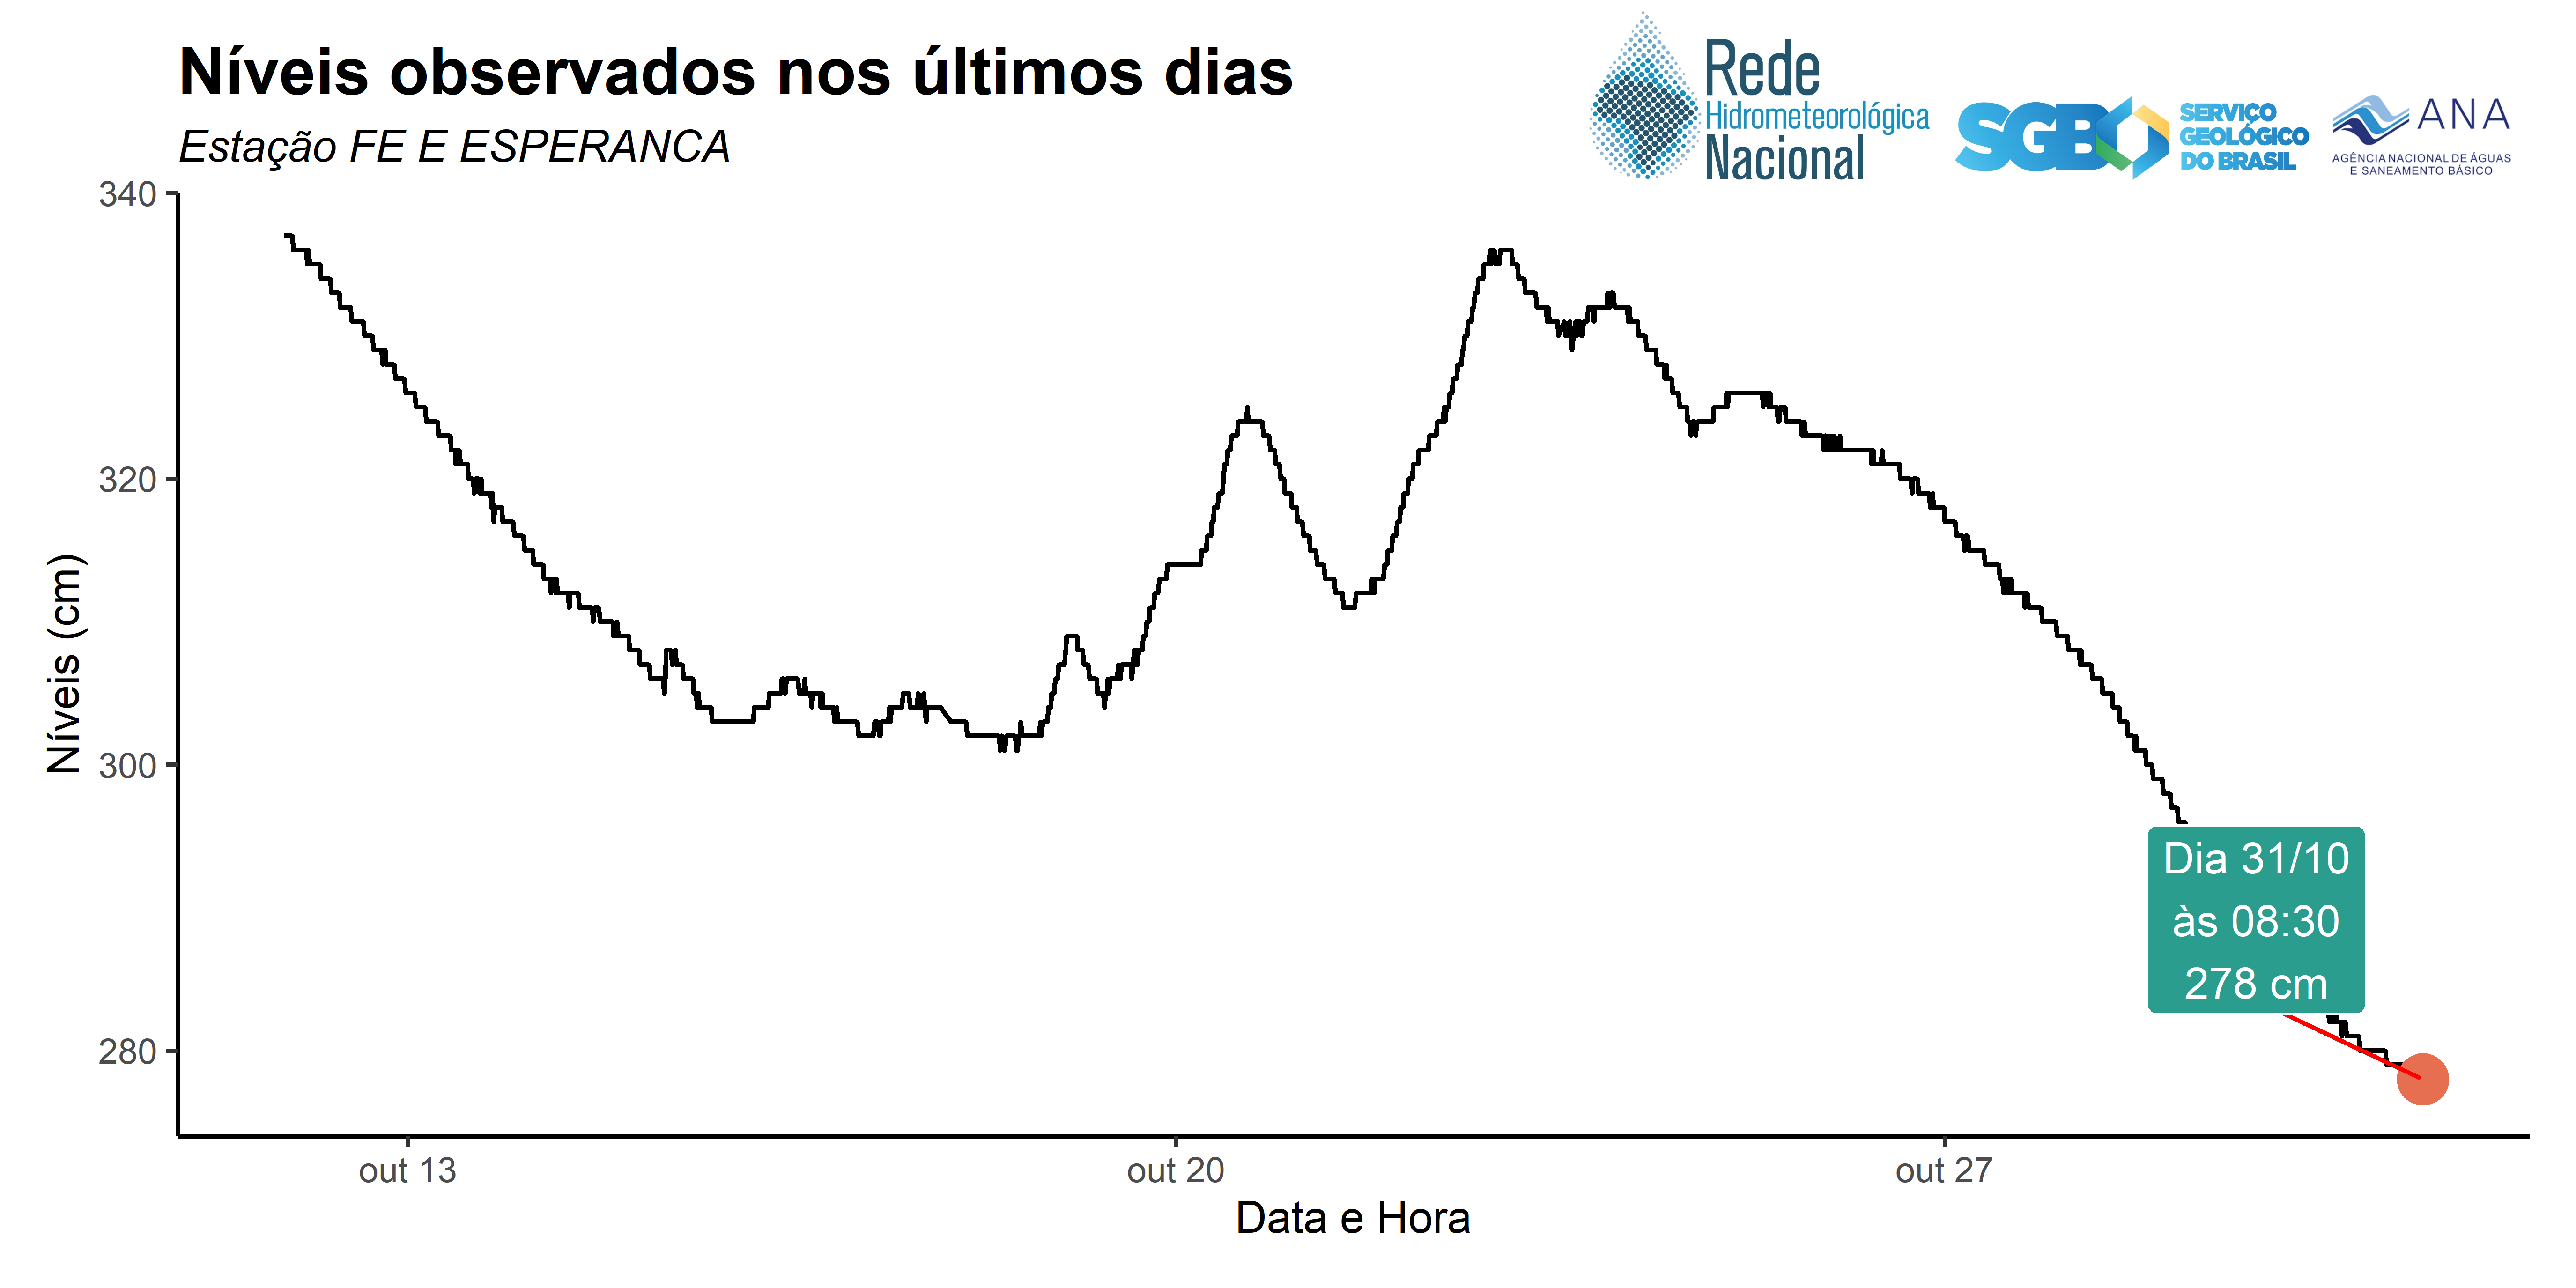 Níveis observados nos últimos dias
Estação FE E ESPERANCA
Rede
Hidrometeorológica
Nacional
SGB
SERVIÇO
GEOLÓGICO
DO BRASIL
ANA
AGÊNCIA NACIONAL DE ÁGUAS
E SANEAMENTO BÁSICO
340
320
300
280
Níveis (cm)
Dia 31/10
às 08:30
278 cm
out 13
out 20
out 27
Data e Hora